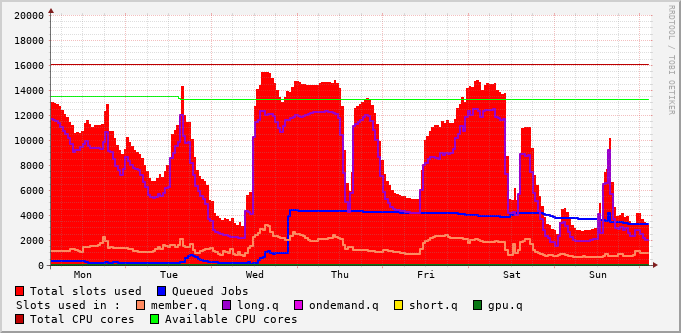 20000
18000
16000
14000
12000
10000
8000
6000
4000
2000
0
Mon Tue Wed Thu Fri Sat Sun
Total slots used Queued Jobs
Slots used in : member.q long.q ondemand.q short.q gpu.q
Total CPU cores Available CPU cores
RRDTOOL / TOBI OETIKER